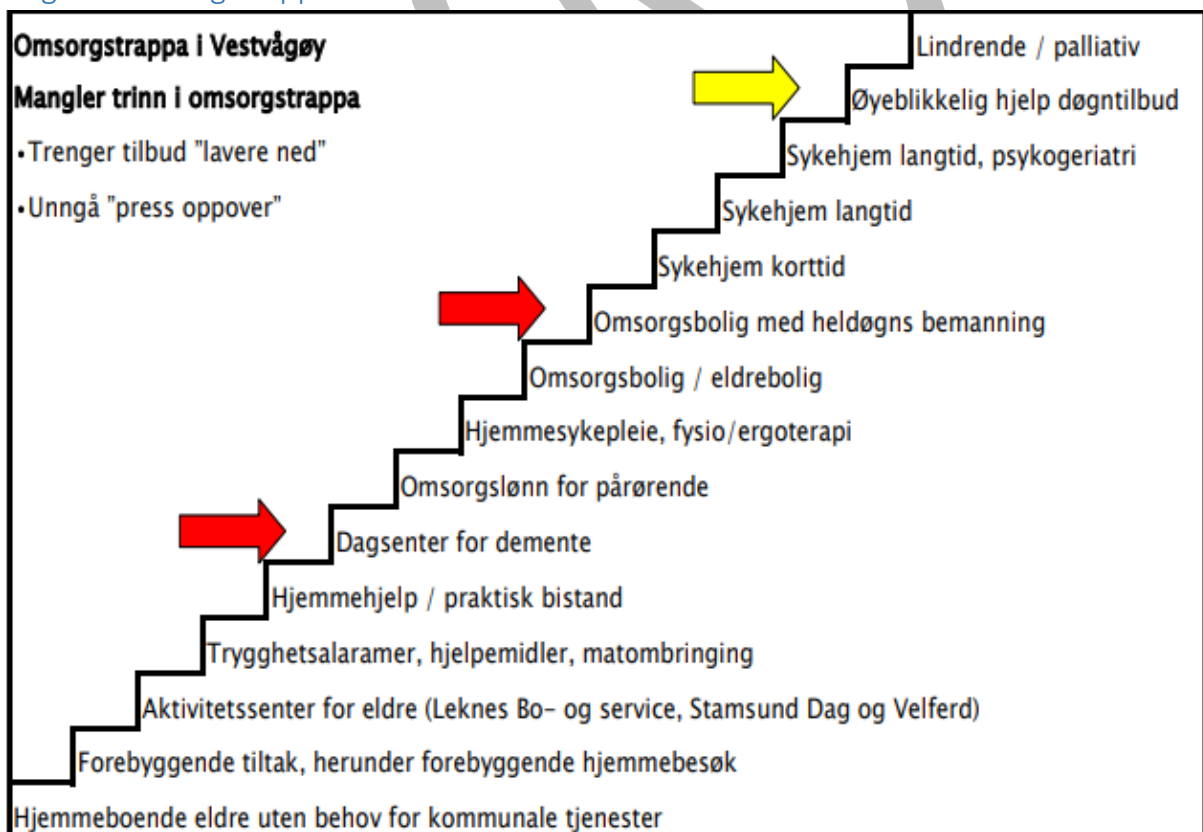 Omsorgstrappa i Vestvågøy
Mangler trinn i omsorgstrappa
•Trenger tilbud "lavere ned"
•Unngå "press oppover"
Lindrende / palliativ
Øyeblikkelig hjelp døgntilbud
Sykehjem langtid, psykogeriatri
Sykehjem langtid
Sykehjem korttid
Omsorgsbolig med heldøgns bemanning
Omsorgsbolig / eldrebolig
Hjemmesykepleie, fysio/ergoterapi
Omsorgslønn for pårørende
Dagsenter for demente
Hjemmehjelp / praktisk bistand
Trygghetsalaramer, hjelpemidler, matombringing
Aktivitetssenter for eldre (Leknes Bo- og service, Stamsund Dag og Velferd)
Forebyggende tiltak, herunder forebyggende hjemmebesøk
Hjemmeboende eldre uten behov for kommunale tjenester